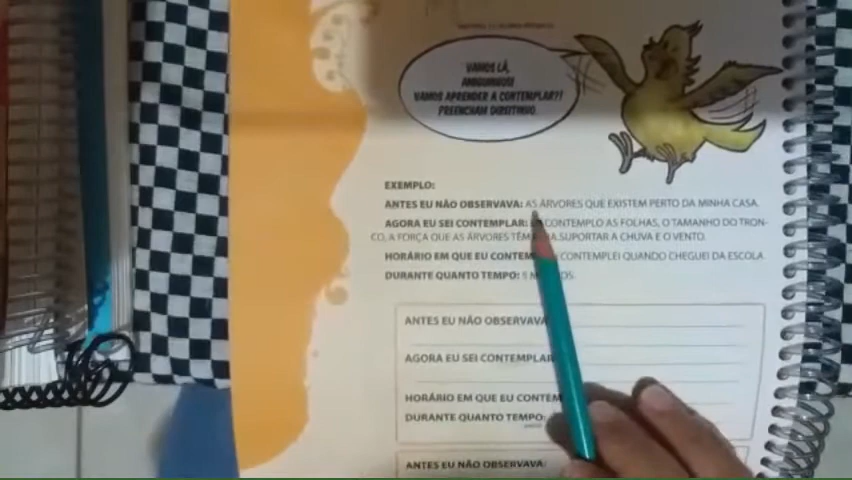 VAMOS LÁ,
AMIGUINHOS!
VAMOS APRENDER A CONTEMPLAR?!
PREENCHAM DIREITINHO.
EXEMPLO:
ANTES EU NÃO OBSERVAVA: AS ÁRVORES QUE EXISTEM PERTO DA MINHA CASA.
AGORA EU SEI CONTEMPLAR: CONTEMPLO AS FOLHAS, O TAMANHO DO TRON-
CO, A FORÇA QUE AS ÁRVORES TÊM SUPORTAR A CHUVA E O VENTO.
HORÁRIO EM QUE EU CONTEM CONTEMPLEI QUANDO CHEGUEI DA ESCOLA.
DURANTE QUANTO TEMPO: 5
ANTES EU NÃO OBSERVAVA
AGORA EU SEI CONTEMPLAR
HORÁRIO EM QUE EU CONTEM
DURANTE QUANTO TEMPO:
ANTES EU NÃO OBSERVAVA: